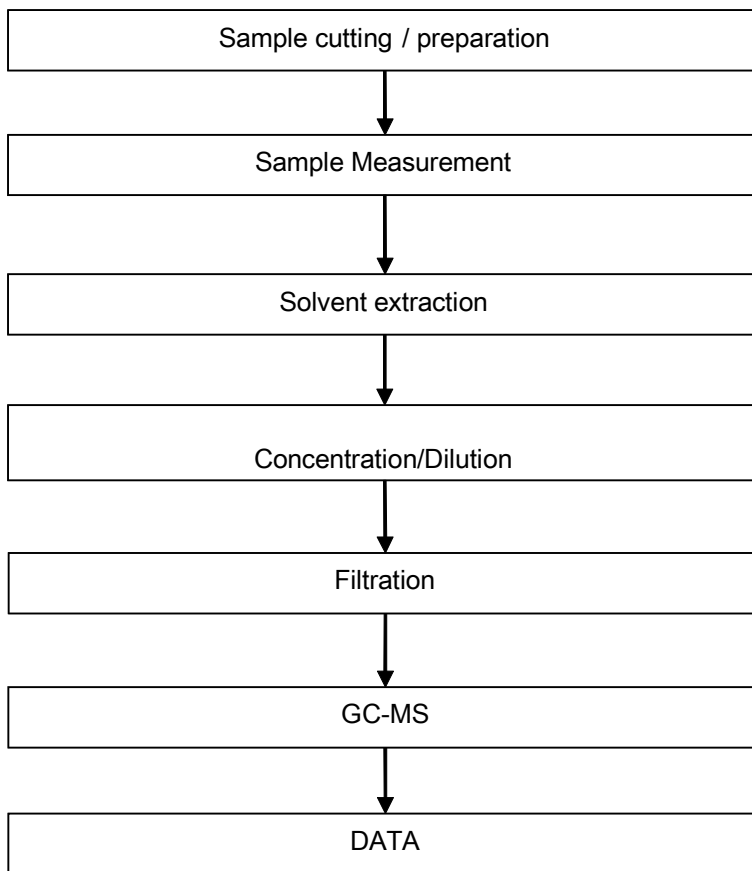 Sample cutting / preparation
Sample Measurement
Solvent extraction
Concentration/Dilution
Filtration
GC-MS
DATA